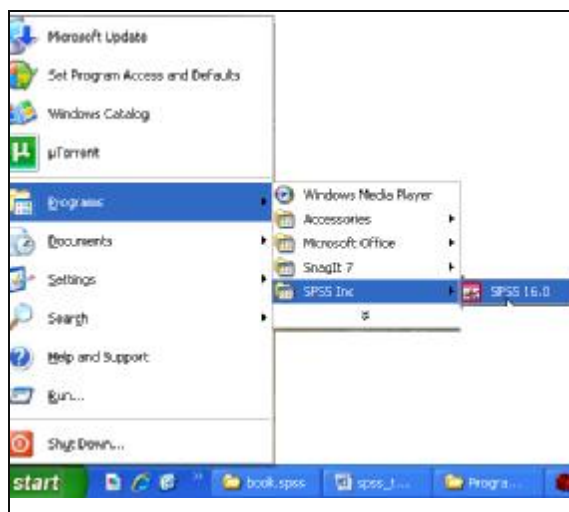 Microsoft Update
Set Program Access and Defaults
Windows Catalog
µTorrent
Programs
Documents
Settings
Search
Help and Support
Run...
Shut Down...
Windows Media Player
Accessories
Microsoft Office
SnagIt 7
SPSS Inc
SPSS 16.0
start
book.spss
spss_t...
Progra...